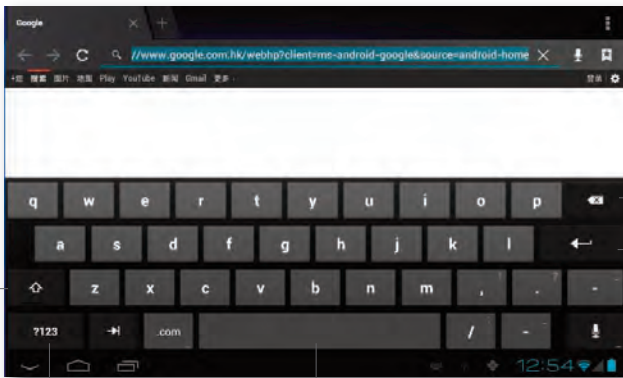 Google
//www.google.com.hk/webhp?client=ms-android-google&source=android-home
搜索 图片 地图 Play YouTube 新闻 Gmail 更多
登录
q w e r t y u i o p
a s d f g h j k l
z x c v b n m , ! . ? -
?123 .com / -
12:54